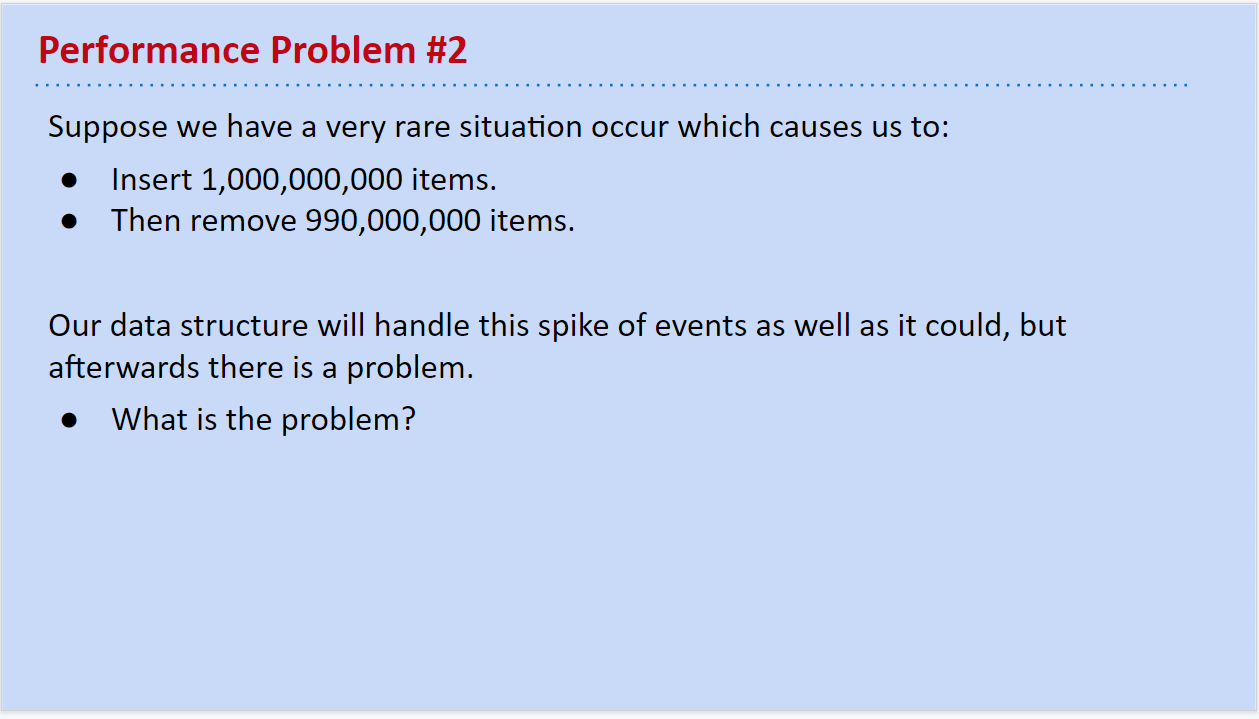 Performance Problem #2
Suppose we have a very rare situation occur which causes us to:
● Insert 1,000,000,000 items.
● Then remove 990,000,000 items.
Our data structure will handle this spike of events as well as it could, but
afterwards there is a problem.
● What is the problem?